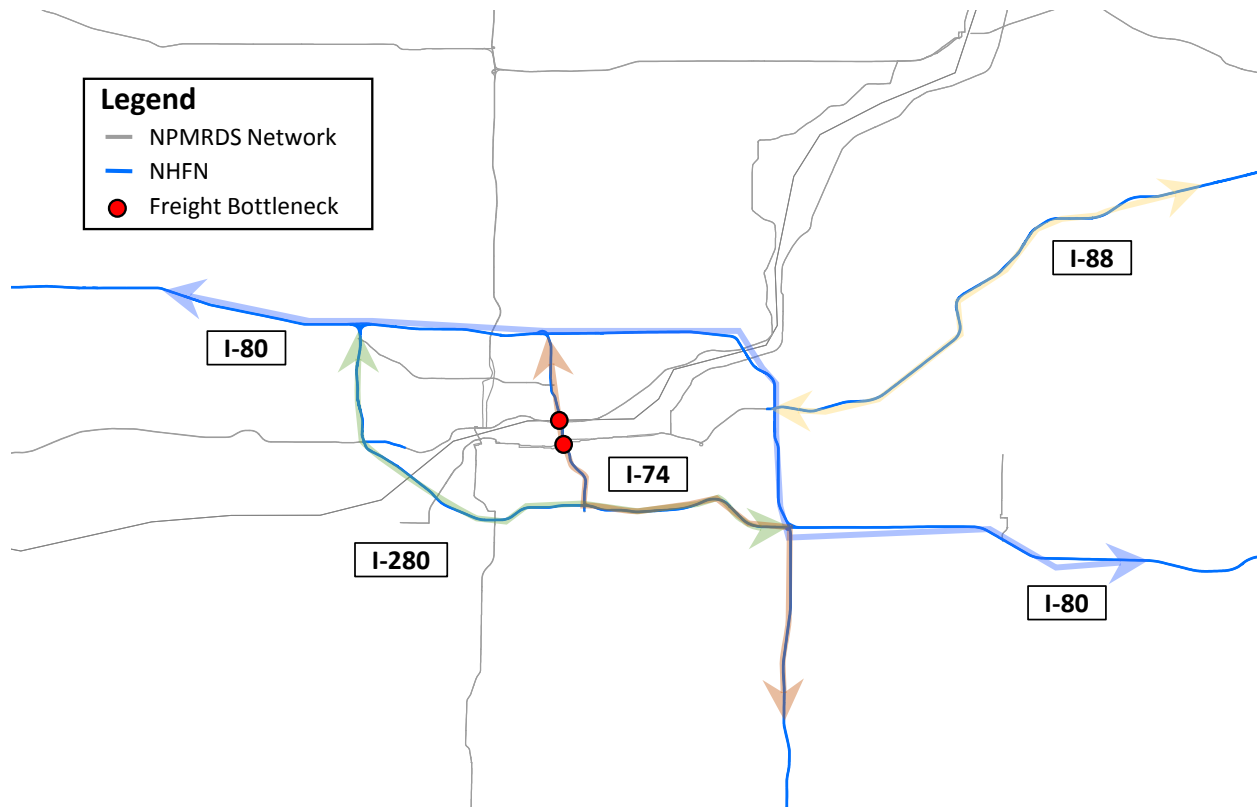 Legend
NPMRDS Network
NHFN
Freight Bottleneck
I-88
I-80
I-74
I-280
I-80